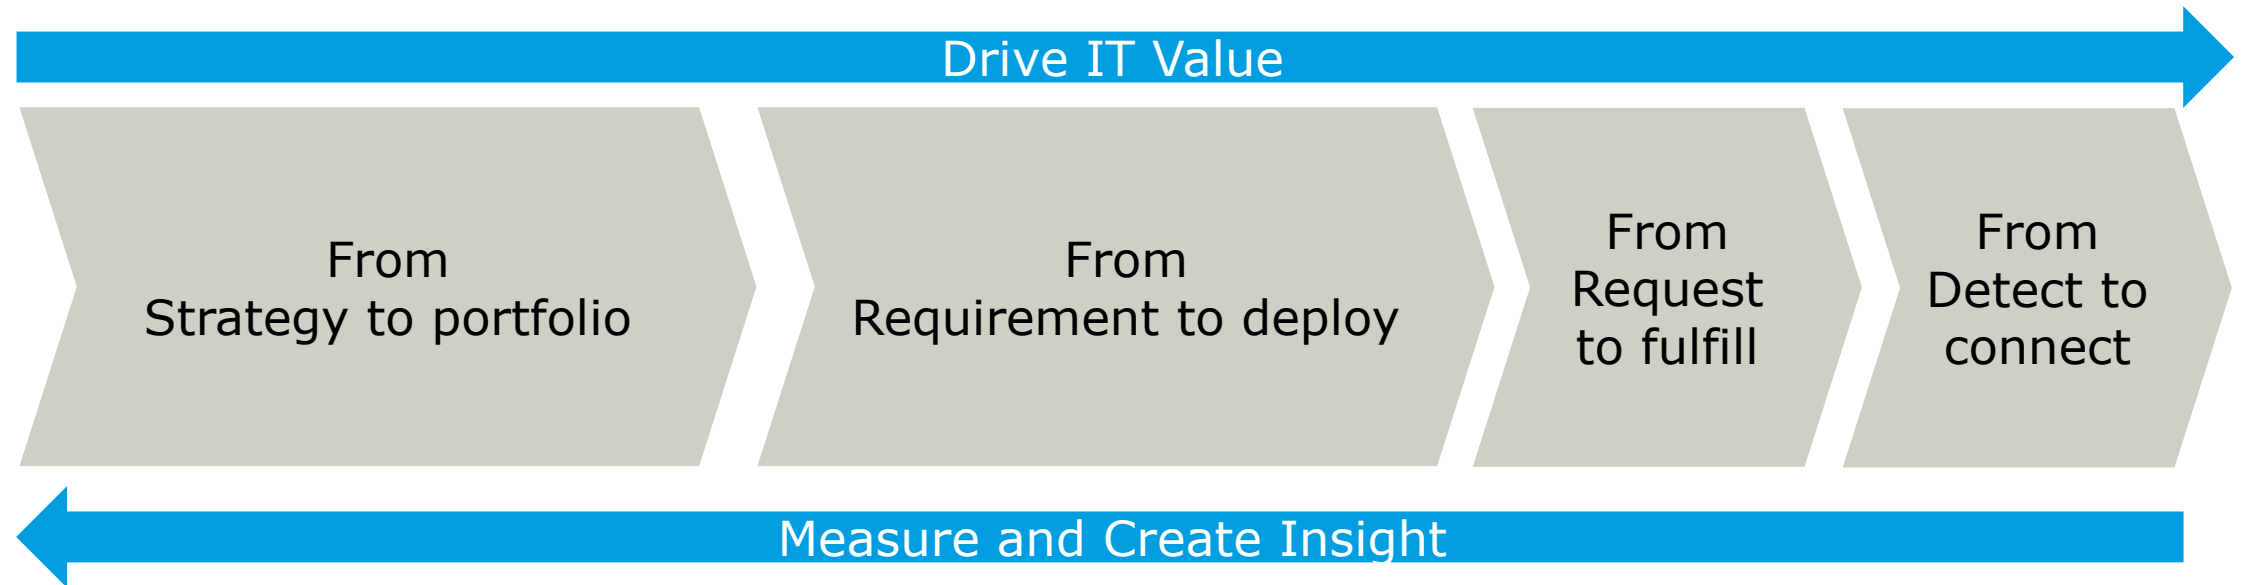 Drive IT Value
From
Strategy to portfolio
From
Requirement to deploy
From
Request
to fulfill
From
Detect to
connect
Measure and Create Insight